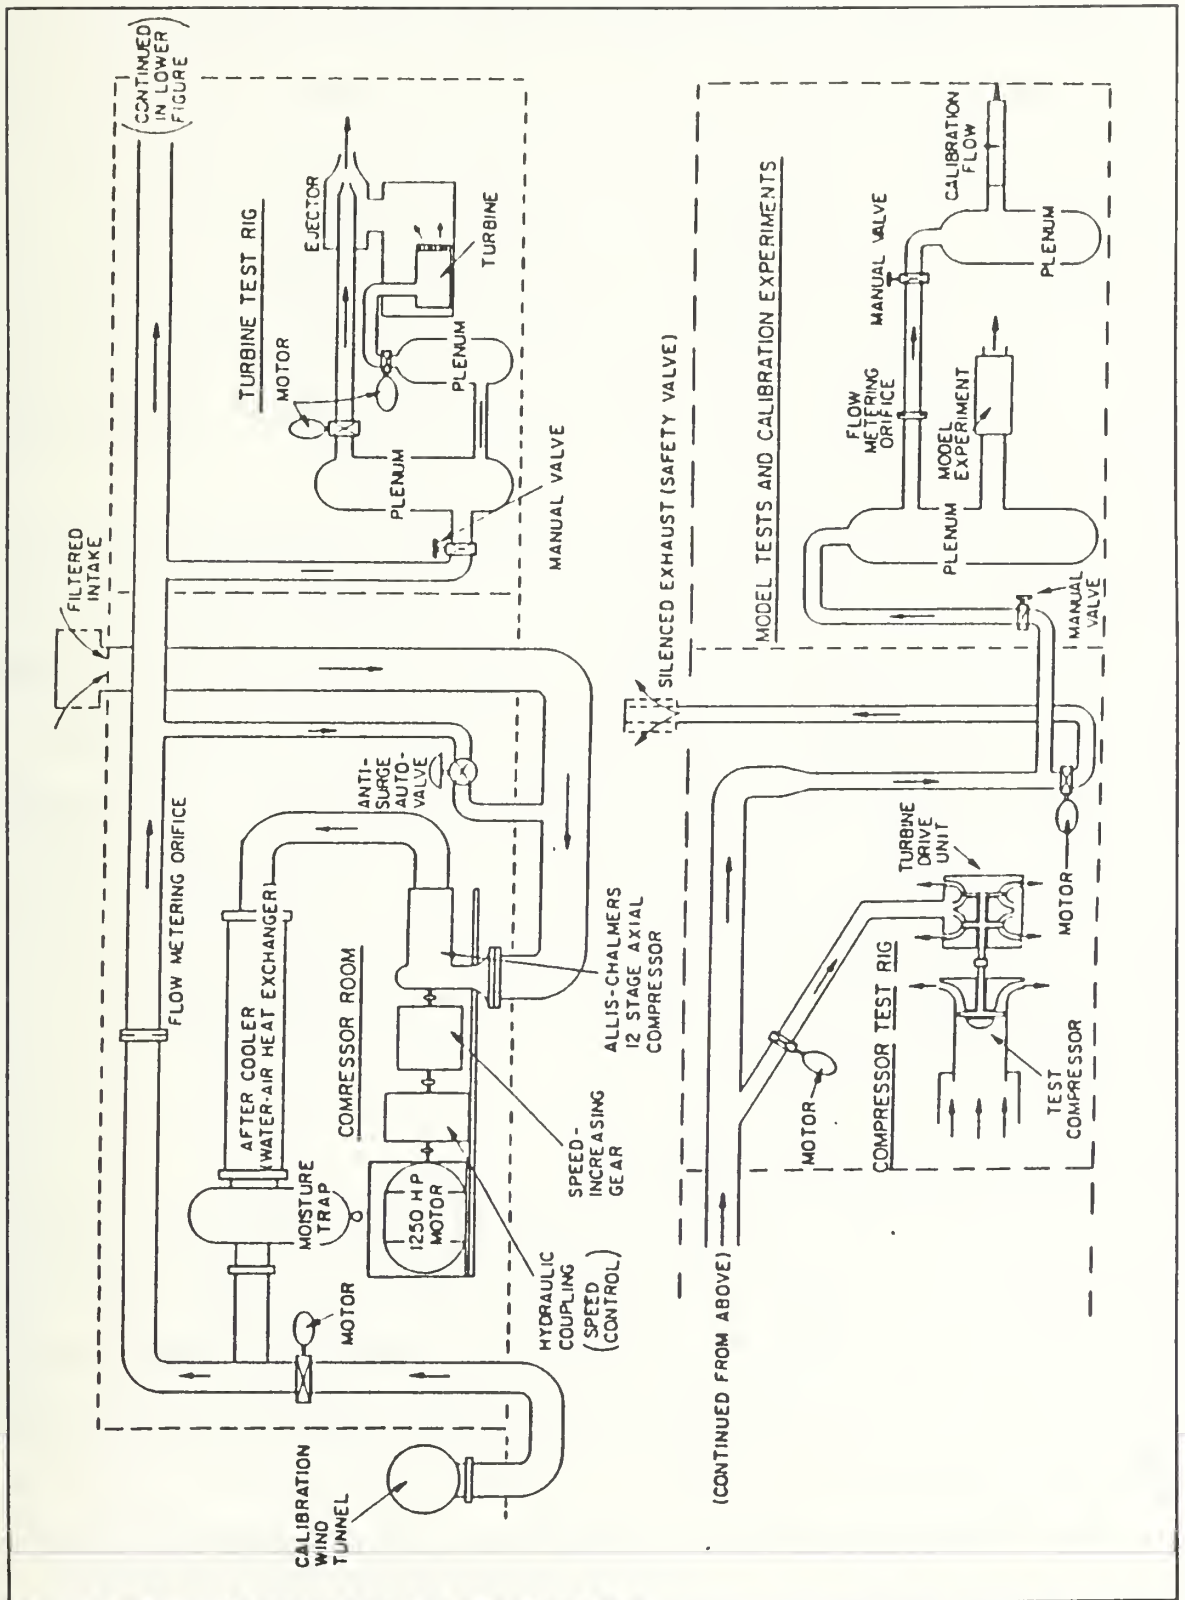 (CONTINUED
IN LOWER
FIGURE)
FILTERED
INTAKE
TURBINE TEST RIG
EJECTOR
MOTOR
PLENUM
TURBINE
PLENUM
MANUAL VALVE
FLOW METERING ORIFICE
ANTI-
SURGE
AUTO-
VALVE
AFTER COOLER
(WATER-AIR HEAT EXCHANGER)
COMRESSOR ROOM
MOISTURE
TRAP
1250 HP
MOTOR
ALLIS-CHALMERS
12 STAGE AXIAL
COMPRESSOR
SPEED-
INCREASING
GEAR
HYDRAULIC
COUPLING
(SPEED
CONTROL)
MOTOR
CALIBRATION
WIND
TUNNEL
(CONTINUED FROM ABOVE)
SILENCED EXHAUST (SAFETY VALVE)
MODEL TESTS AND CALIBRATION EXPERIMENTS
MANUAL VALVE
CALIBRATION
FLOW
FLOW
METERING
ORIFICE
MODEL
EXPERIMENT
PLENUM
PLENUM
MANUAL
VALVE
TURBINE
DRIVE
UNIT
MOTOR
MOTOR
COMPRESSOR TEST RIG
TEST
COMPRESSOR